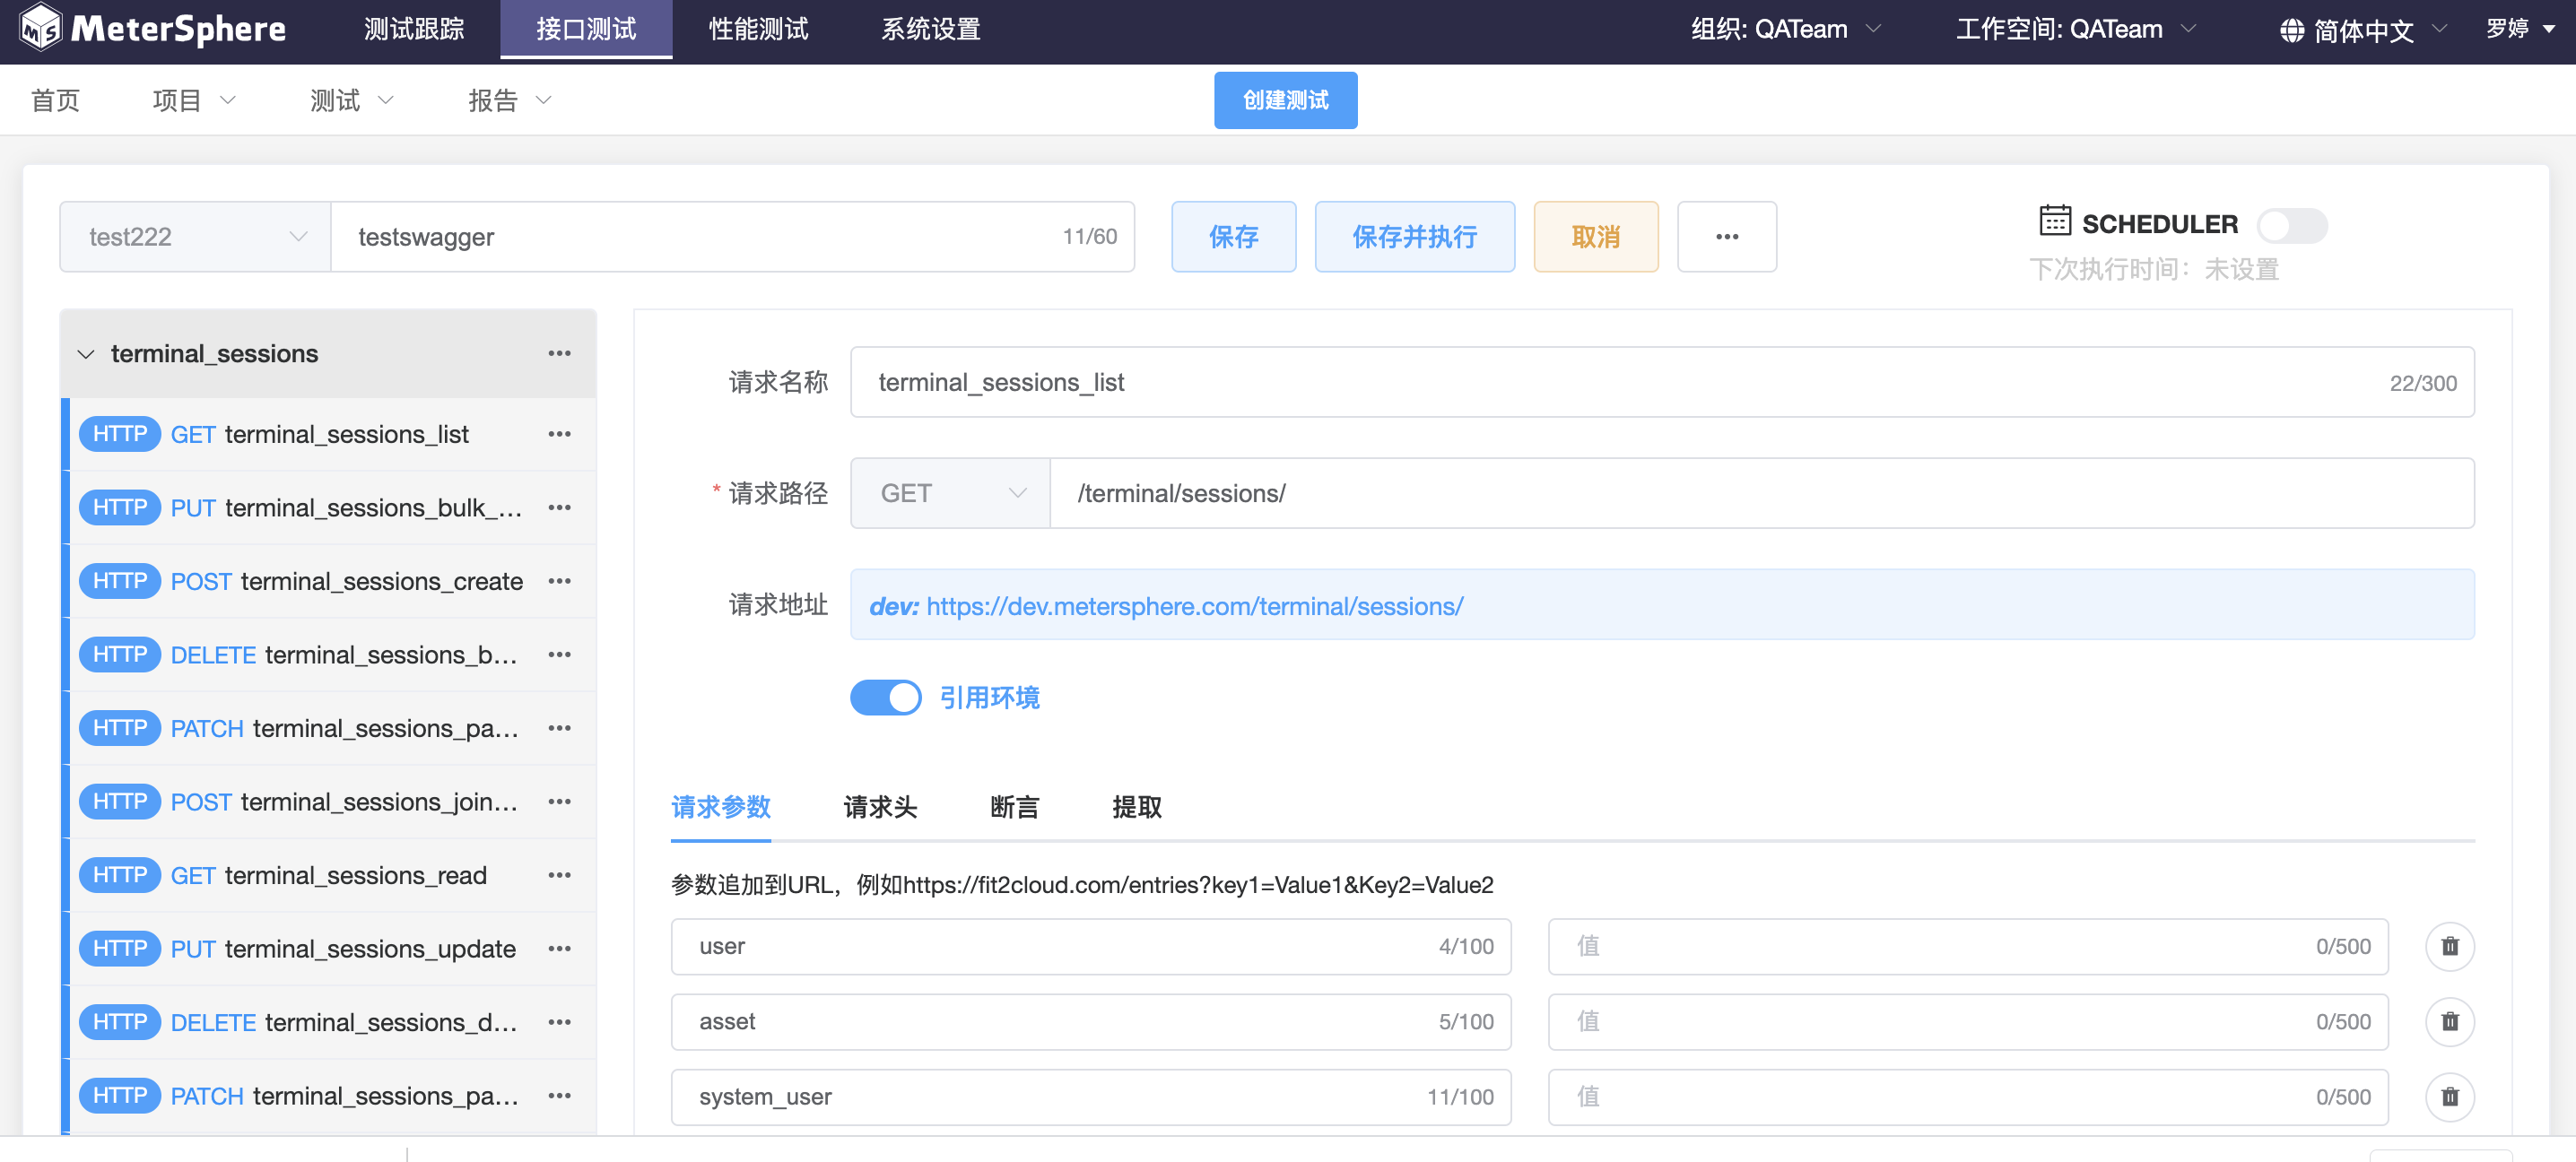 MeterSphere 测试跟踪 接口测试 性能测试 系统设置 组织: QATeam 工作空间: QATeam 简体中文 罗婷
首页 项目 测试 报告 创建测试
test222 testswagger 11/60 保存 保存并执行 取消 ••• SCHEDULER
下次执行时间：未设置
terminal_sessions •••
HTTP GET terminal_sessions_list •••
HTTP PUT terminal_sessions_bulk_... •••
HTTP POST terminal_sessions_create •••
HTTP DELETE terminal_sessions_b... •••
HTTP PATCH terminal_sessions_pa... •••
HTTP POST terminal_sessions_join... •••
HTTP GET terminal_sessions_read •••
HTTP PUT terminal_sessions_update •••
HTTP DELETE terminal_sessions_d... •••
HTTP PATCH terminal_sessions_pa... •••
请求名称 terminal_sessions_list 22/300
* 请求路径 GET /terminal/sessions/
请求地址 dev: https://dev.metersphere.com/terminal/sessions/
引用环境
请求参数 请求头 断言 提取
参数追加到URL，例如https://fit2cloud.com/entries?key1=Value1&Key2=Value2
user 4/100 值 0/500
asset 5/100 值 0/500
system_user 11/100 值 0/500